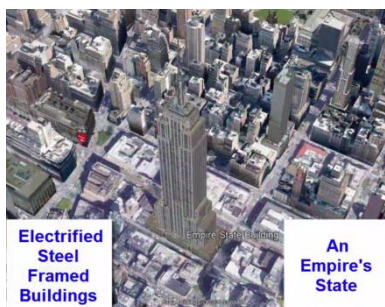 Empire State Building
Electrified
Steel
Framed
Buildings
An
Empire's
State